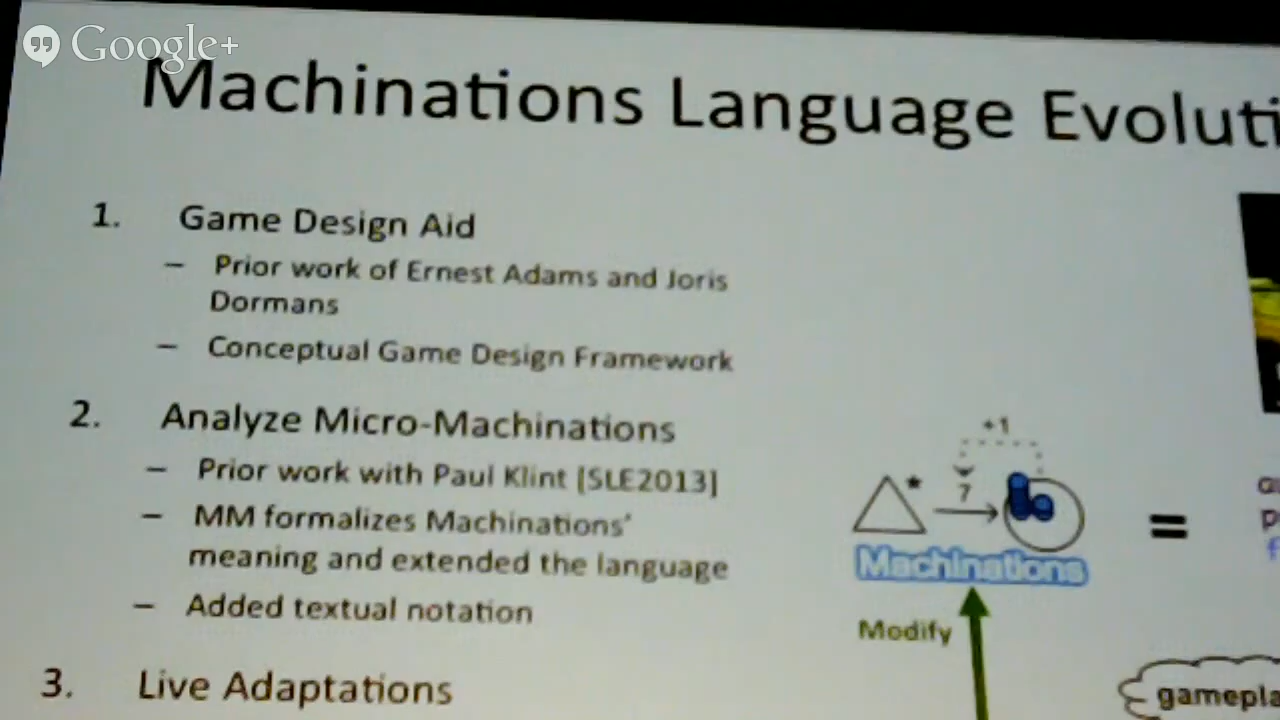 Google+
Machinations Language Evoluti
1. Game Design Aid
– Prior work of Ernest Adams and Joris
Dormans
– Conceptual Game Design Framework
2. Analyze Micro-Machinations
– Prior work with Paul Klint [SLE2013]
– MM formalizes Machinations'
meaning and extended the language
– Added textual notation
3. Live Adaptations
+1
*
7
=
Machinations
Modify
gamepla